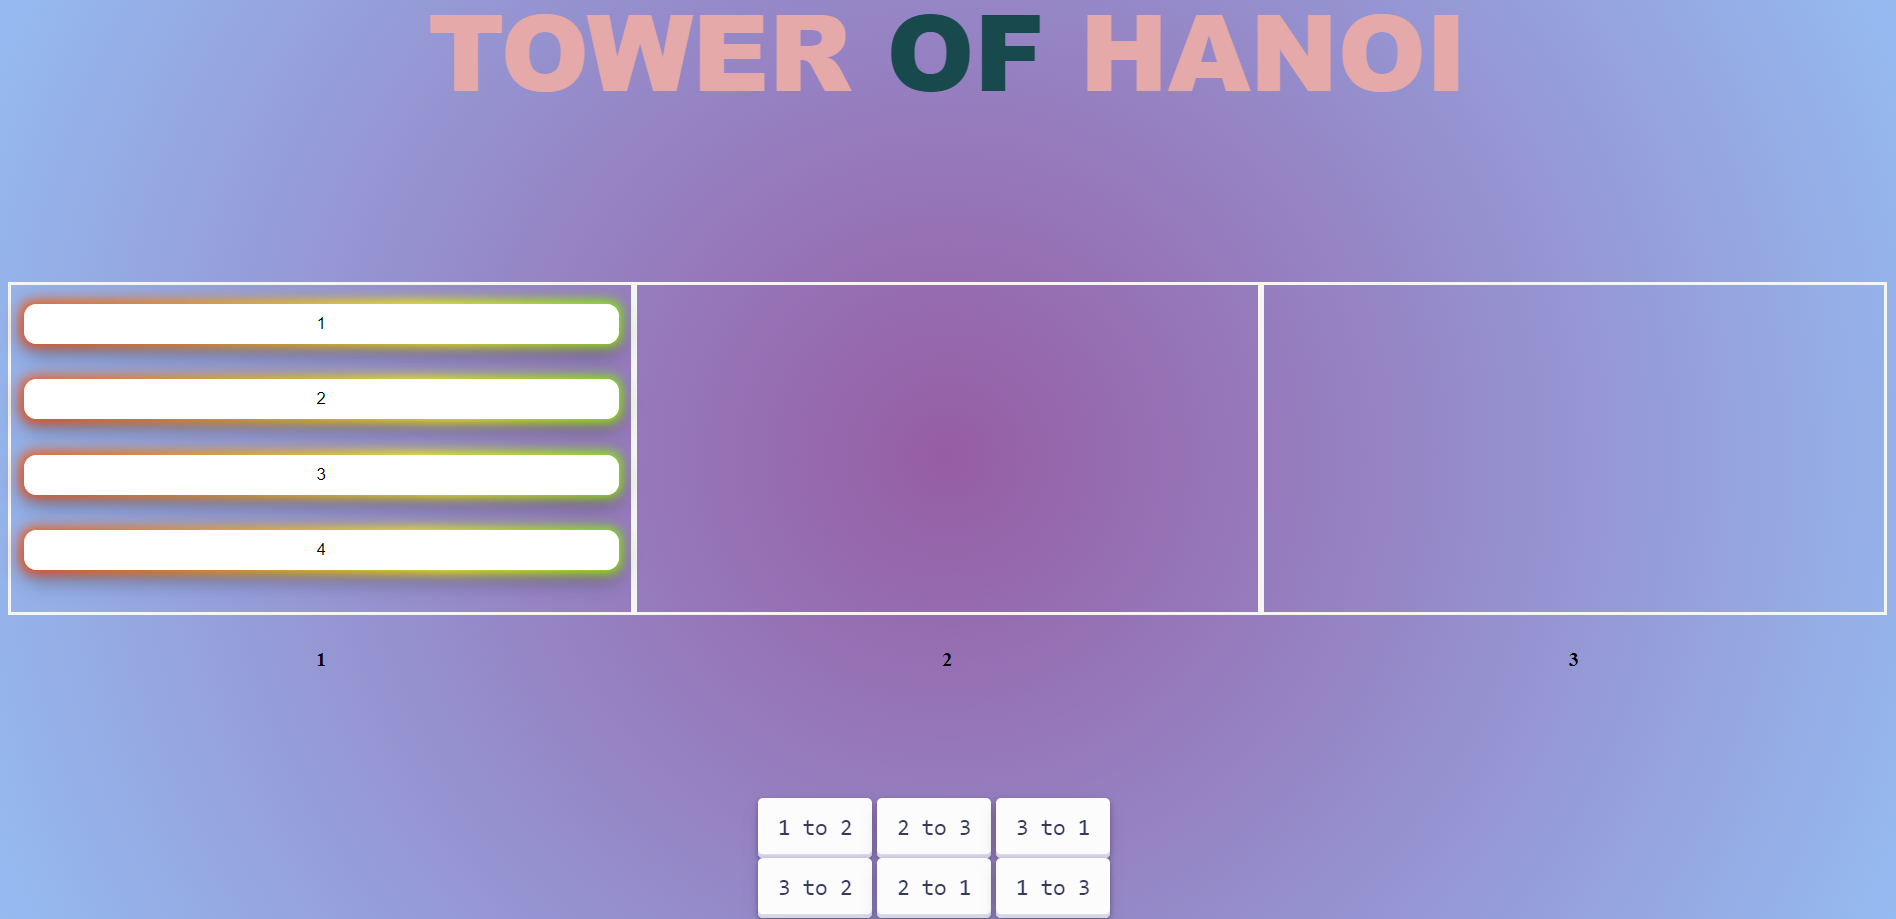 TOWER OF HANOI
1
2
3
4
1 2 3
1 to 2 2 to 3 3 to 1
3 to 2 2 to 1 1 to 3